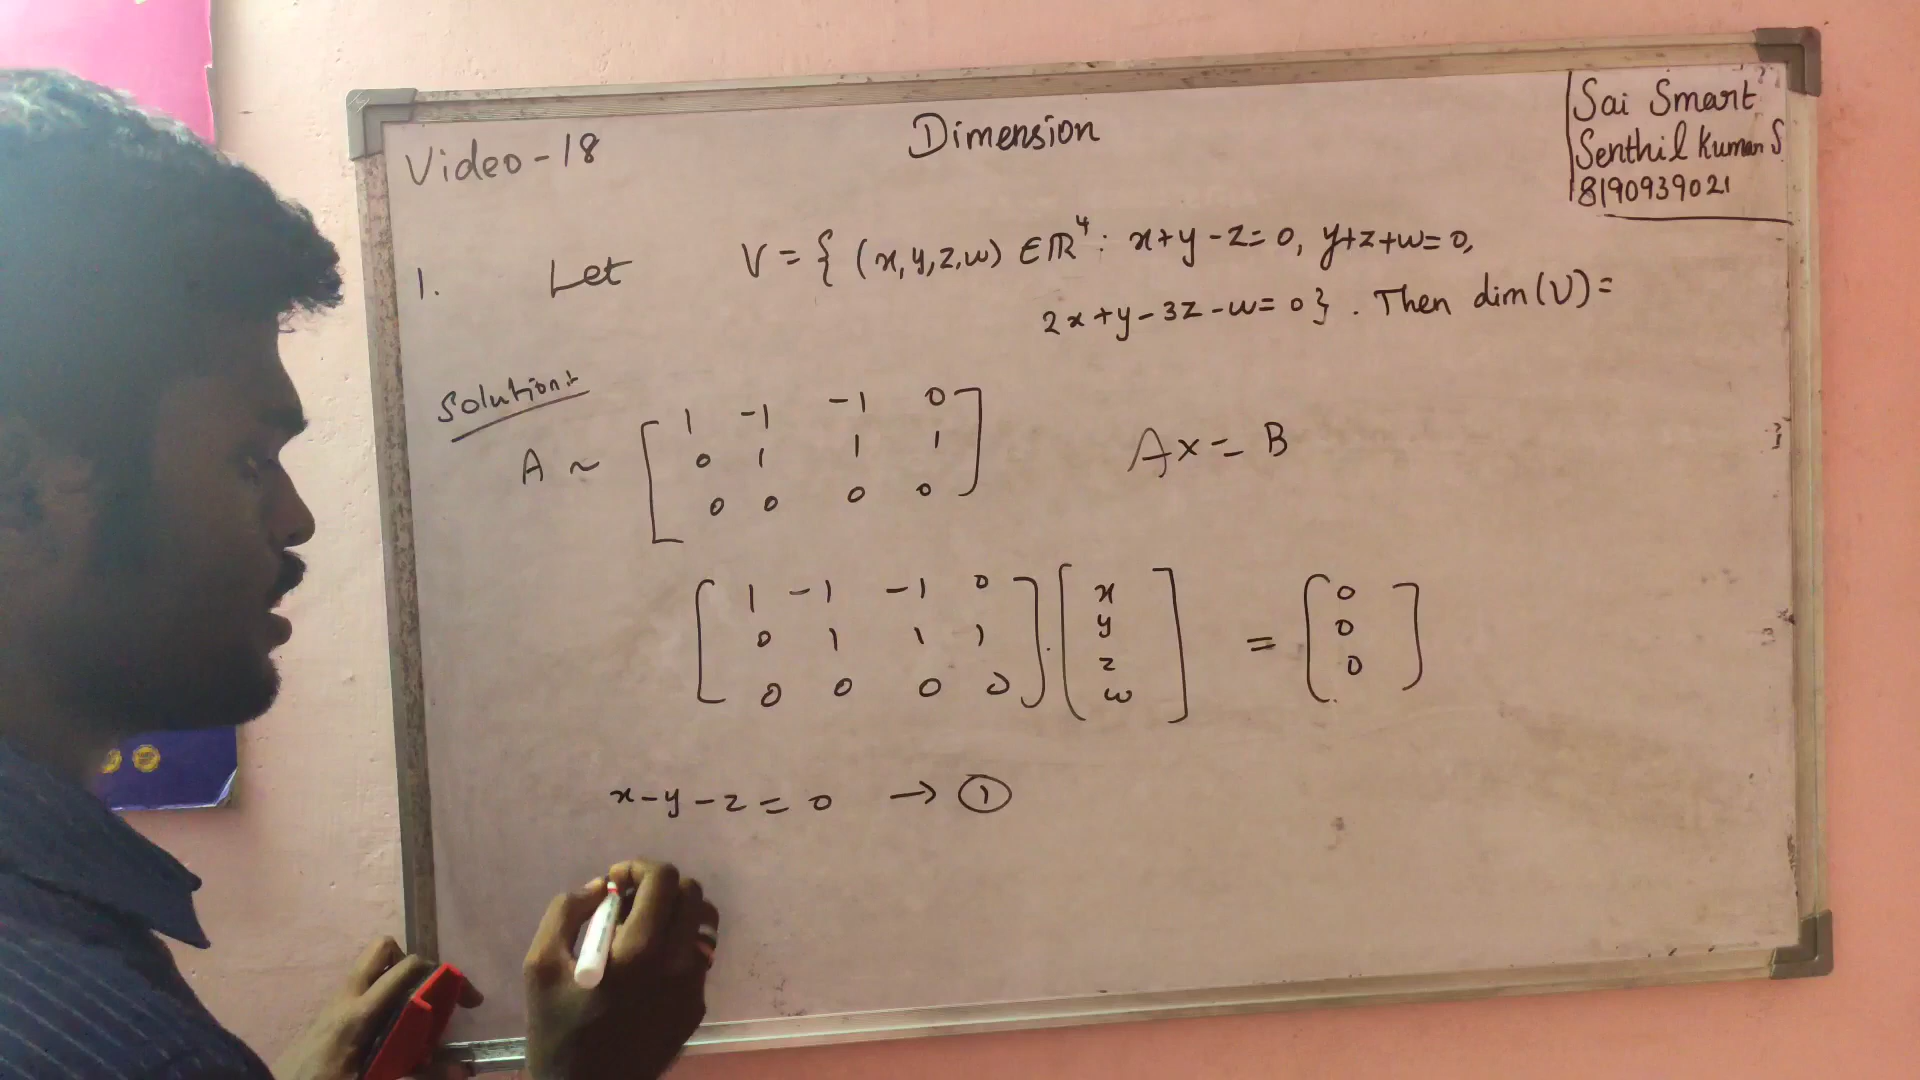 Video-18
Dimension
Sai Smart
Senthil Kumar S
8190939021
1. Let V = { (x, y, z, w) ∈ ℝ⁴ : x+y-z=0, y+z+w=0,
2x+y-3z-w=0 } . Then dim(V) =
Solution:-
A ~ [ 1 -1 -1 0
0 1 1 1
0 0 0 0 ]
Ax = B
[ 1 -1 -1 0
0 1 1 1
0 0 0 0 ] . [ x
y
z
w ] = [ 0
0
0 ]
x-y-z = 0 → ①